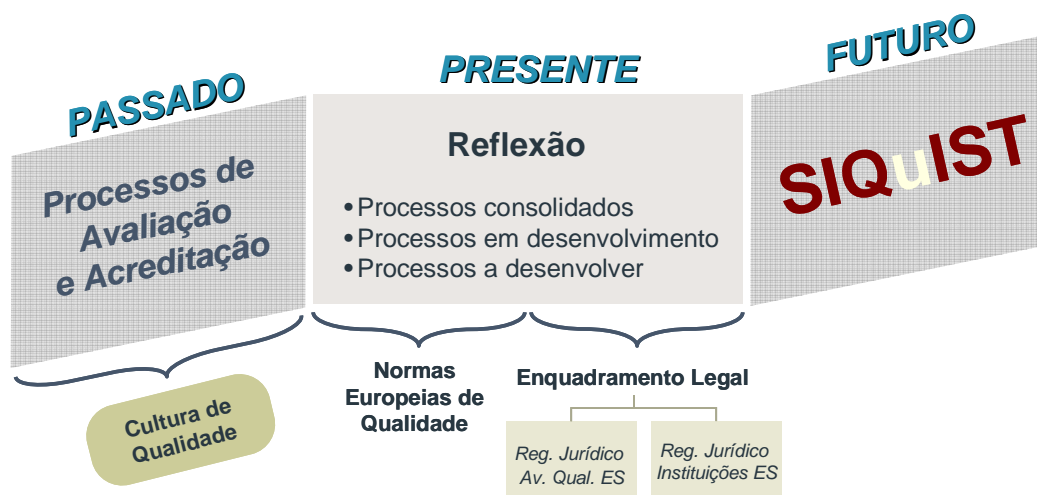 PASSADO
Processos de
Avaliação
e Acreditação
Cultura de
Qualidade
PRESENTE
Reflexão
•Processos consolidados
•Processos em desenvolvimento
•Processos a desenvolver
Normas
Europeias de
Qualidade
Enquadramento Legal
Reg. Jurídico
Av. Qual. ES
Reg. Jurídico
Instituições ES
FUTURO
SIQuIST